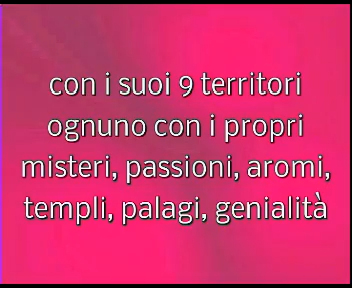 con i suoi 9 territori
ognuno con i propri
misteri, passioni, aromi,
templi, palagi, genialità